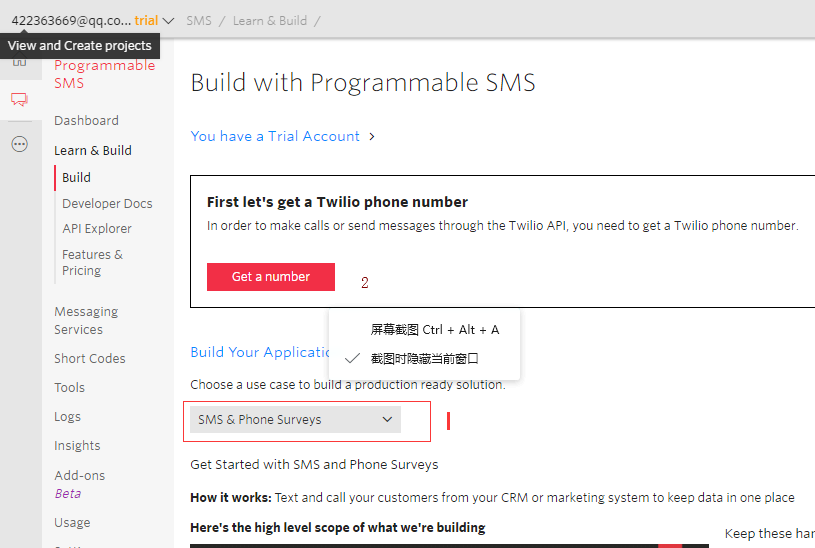 422363669@qq.co... trial
SMS / Learn & Build /
View and Create projects
Programmable
SMS
Dashboard
Learn & Build
Build
Developer Docs
API Explorer
Features &
Pricing
Messaging
Services
Short Codes
Tools
Logs
Insights
Add-ons
Beta
Usage
Build with Programmable SMS
You have a Trial Account
First let's get a Twilio phone number
In order to make calls or send messages through the Twilio API, you need to get a Twilio phone number.
Get a number
2
屏幕截图 Ctrl + Alt + A
截图时隐藏当前窗口
Build Your Applicatio
Choose a use case to build a production ready solution.
SMS & Phone Surveys
Get Started with SMS and Phone Surveys
How it works: Text and call your customers from your CRM or marketing system to keep data in one place
Here's the high level scope of what we're building
Keep these har